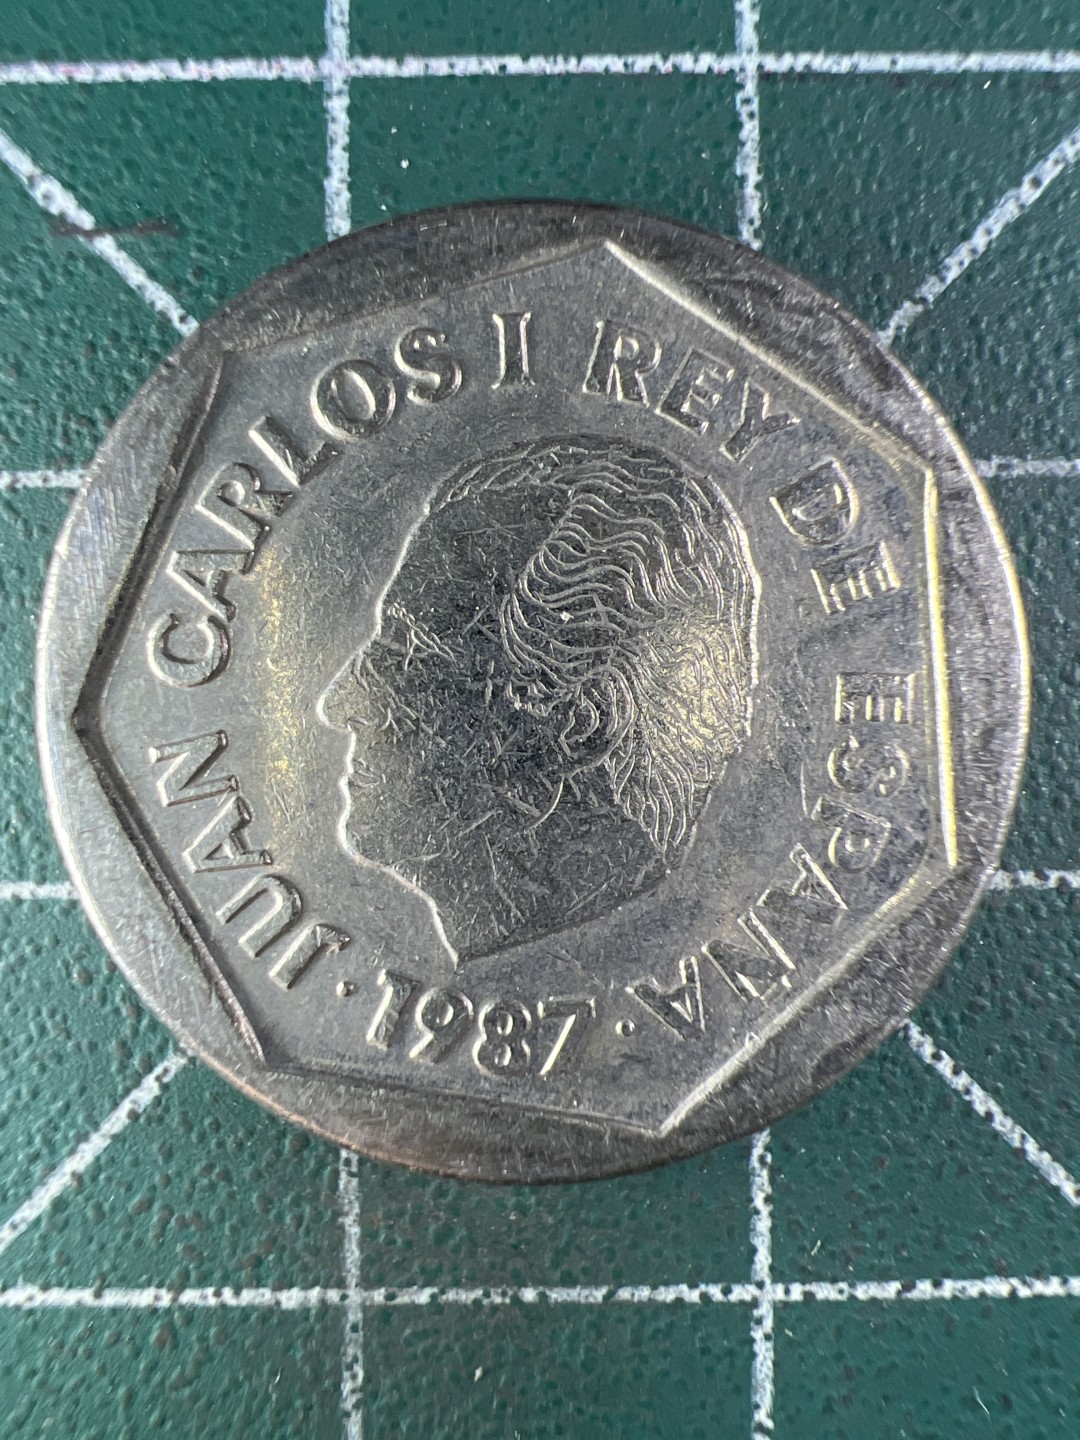 · JUAN CARLOS I REY DE ESPAÑA ·
1987